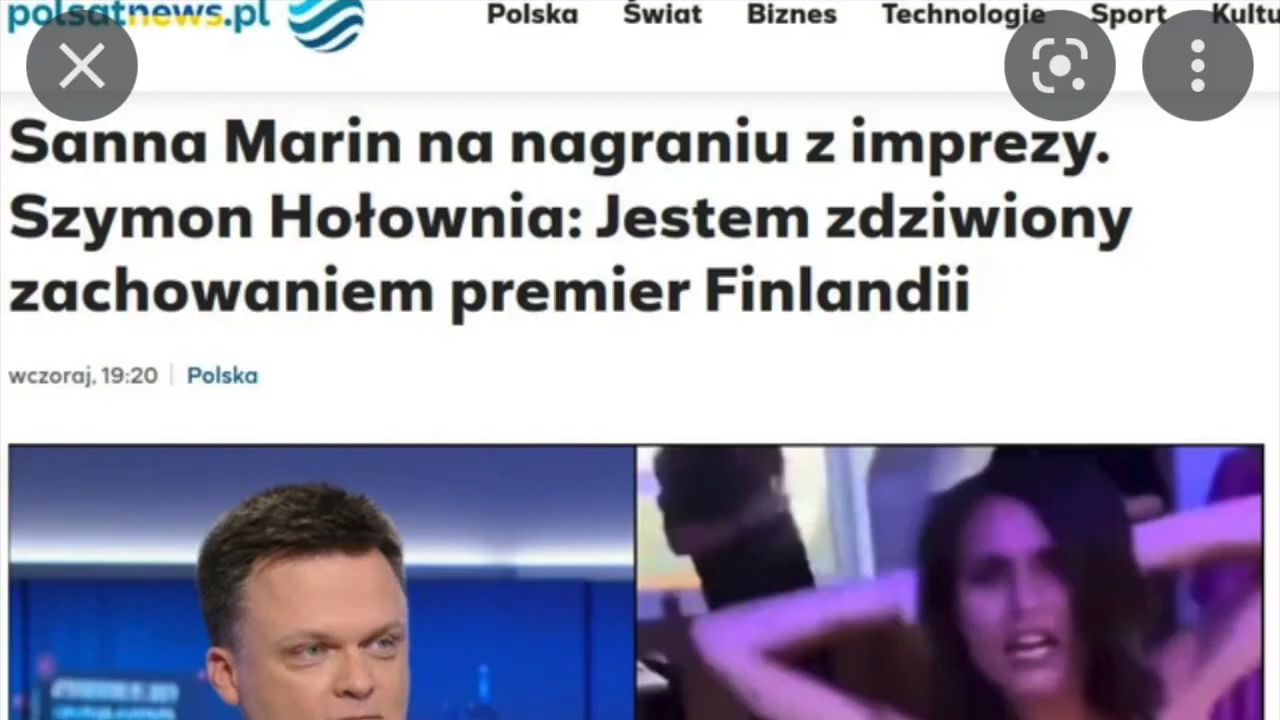 polsatnews.pl
Polska Świat Biznes Technologie Sport Kultu
Sanna Marin na nagraniu z imprezy.
Szymon Hołownia: Jestem zdziwiony
zachowaniem premier Finlandii
wczoraj, 19:20 | Polska